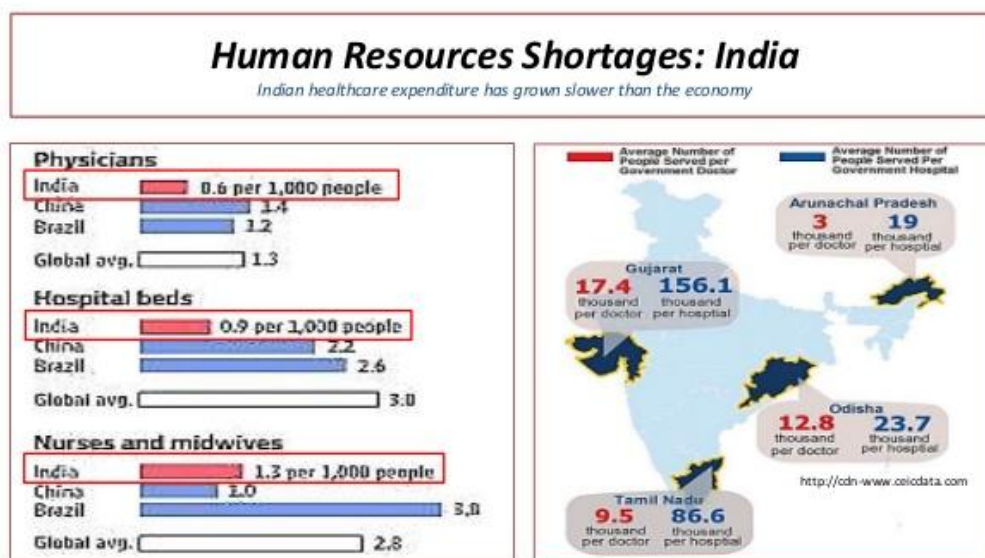 Human Resources Shortages: India
Indian healthcare expenditure has grown slower than the economy
Physicians
India 0.6 per 1,000 people
China 1.4
Brazil 1.2
Global avg. 1.3
Hospital beds
India 0.9 per 1,000 people
China 2.2
Brazil 2.6
Global avg. 3.0
Nurses and midwives
India 1.3 per 1,000 people
China 1.0
Brazil 3.0
Global avg. 2.8
Average Number of
People Served per
Government Doctor
Average Number of
People Served Per
Government Hospital
Arunachal Pradesh
3 19
thousand thousand
per doctor per hosptial
Gujarat
17.4 156.1
thousand thousand
per doctor per hosptial
Odisha
12.8 23.7
thousand thousand
per doctor per hosptial
http://cdn-www.ceicdata.com
Tamil Nadu
9.5 86.6
thousand thousand
per doctor per hosptial